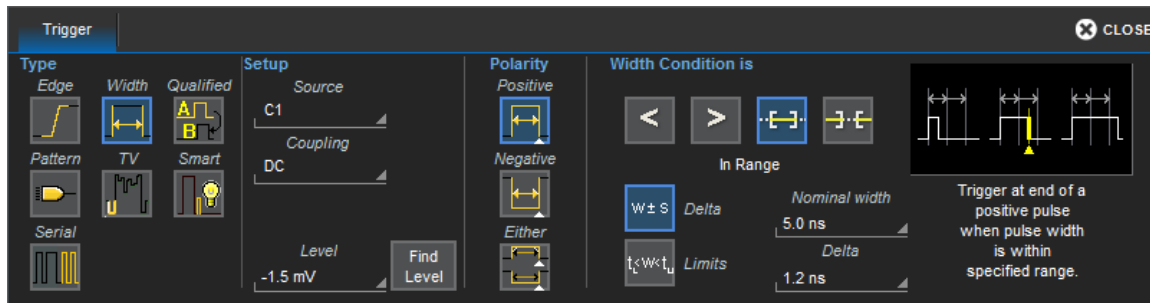 Trigger
CLOSE
Type
Edge Width Qualified
A
B
Pattern TV Smart
Serial
Setup
Source
C1
Coupling
DC
Level
-1.5 mV
Find
Level
Polarity
Positive
Negative
Either
Width Condition is
< >
In Range
W ± S Delta
tL<W<tu Limits
Nominal width
5.0 ns
Delta
1.2 ns
Trigger at end of a
positive pulse
when pulse width
is within
specified range.